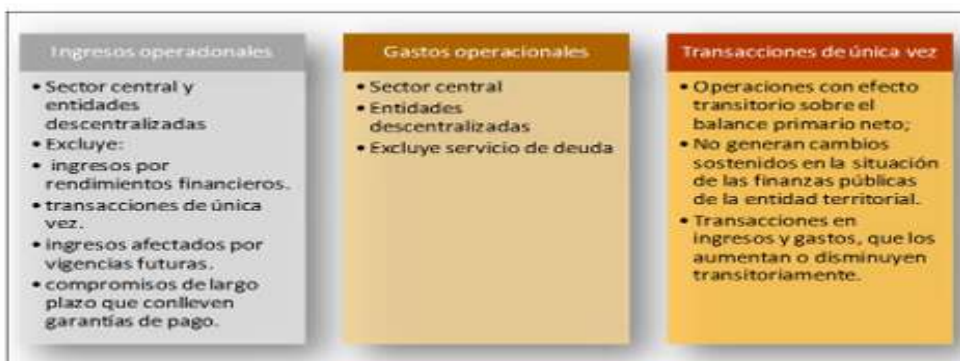 Ingresos operacionales
• Sector central y
entidades
descentralizadas
• Excluye:
• ingresos por
rendimientos financieros.
• transacciones de única
vez.
• ingresos afectados por
vigencias futuras.
• compromisos de largo
plazo que conlleven
garantías de pago.
Gastos operacionales
• Sector central
• Entidades
descentralizadas
• Excluye servicio de deuda
Transacciones de única vez
• Operaciones con efecto
transitorio sobre el
balance primario neto;
• No generan cambios
sostenidos en la situación
de las finanzas públicas
de la entidad territorial.
• Transacciones en
ingresos y gastos, que los
aumentan o disminuyen
transitoriamente.